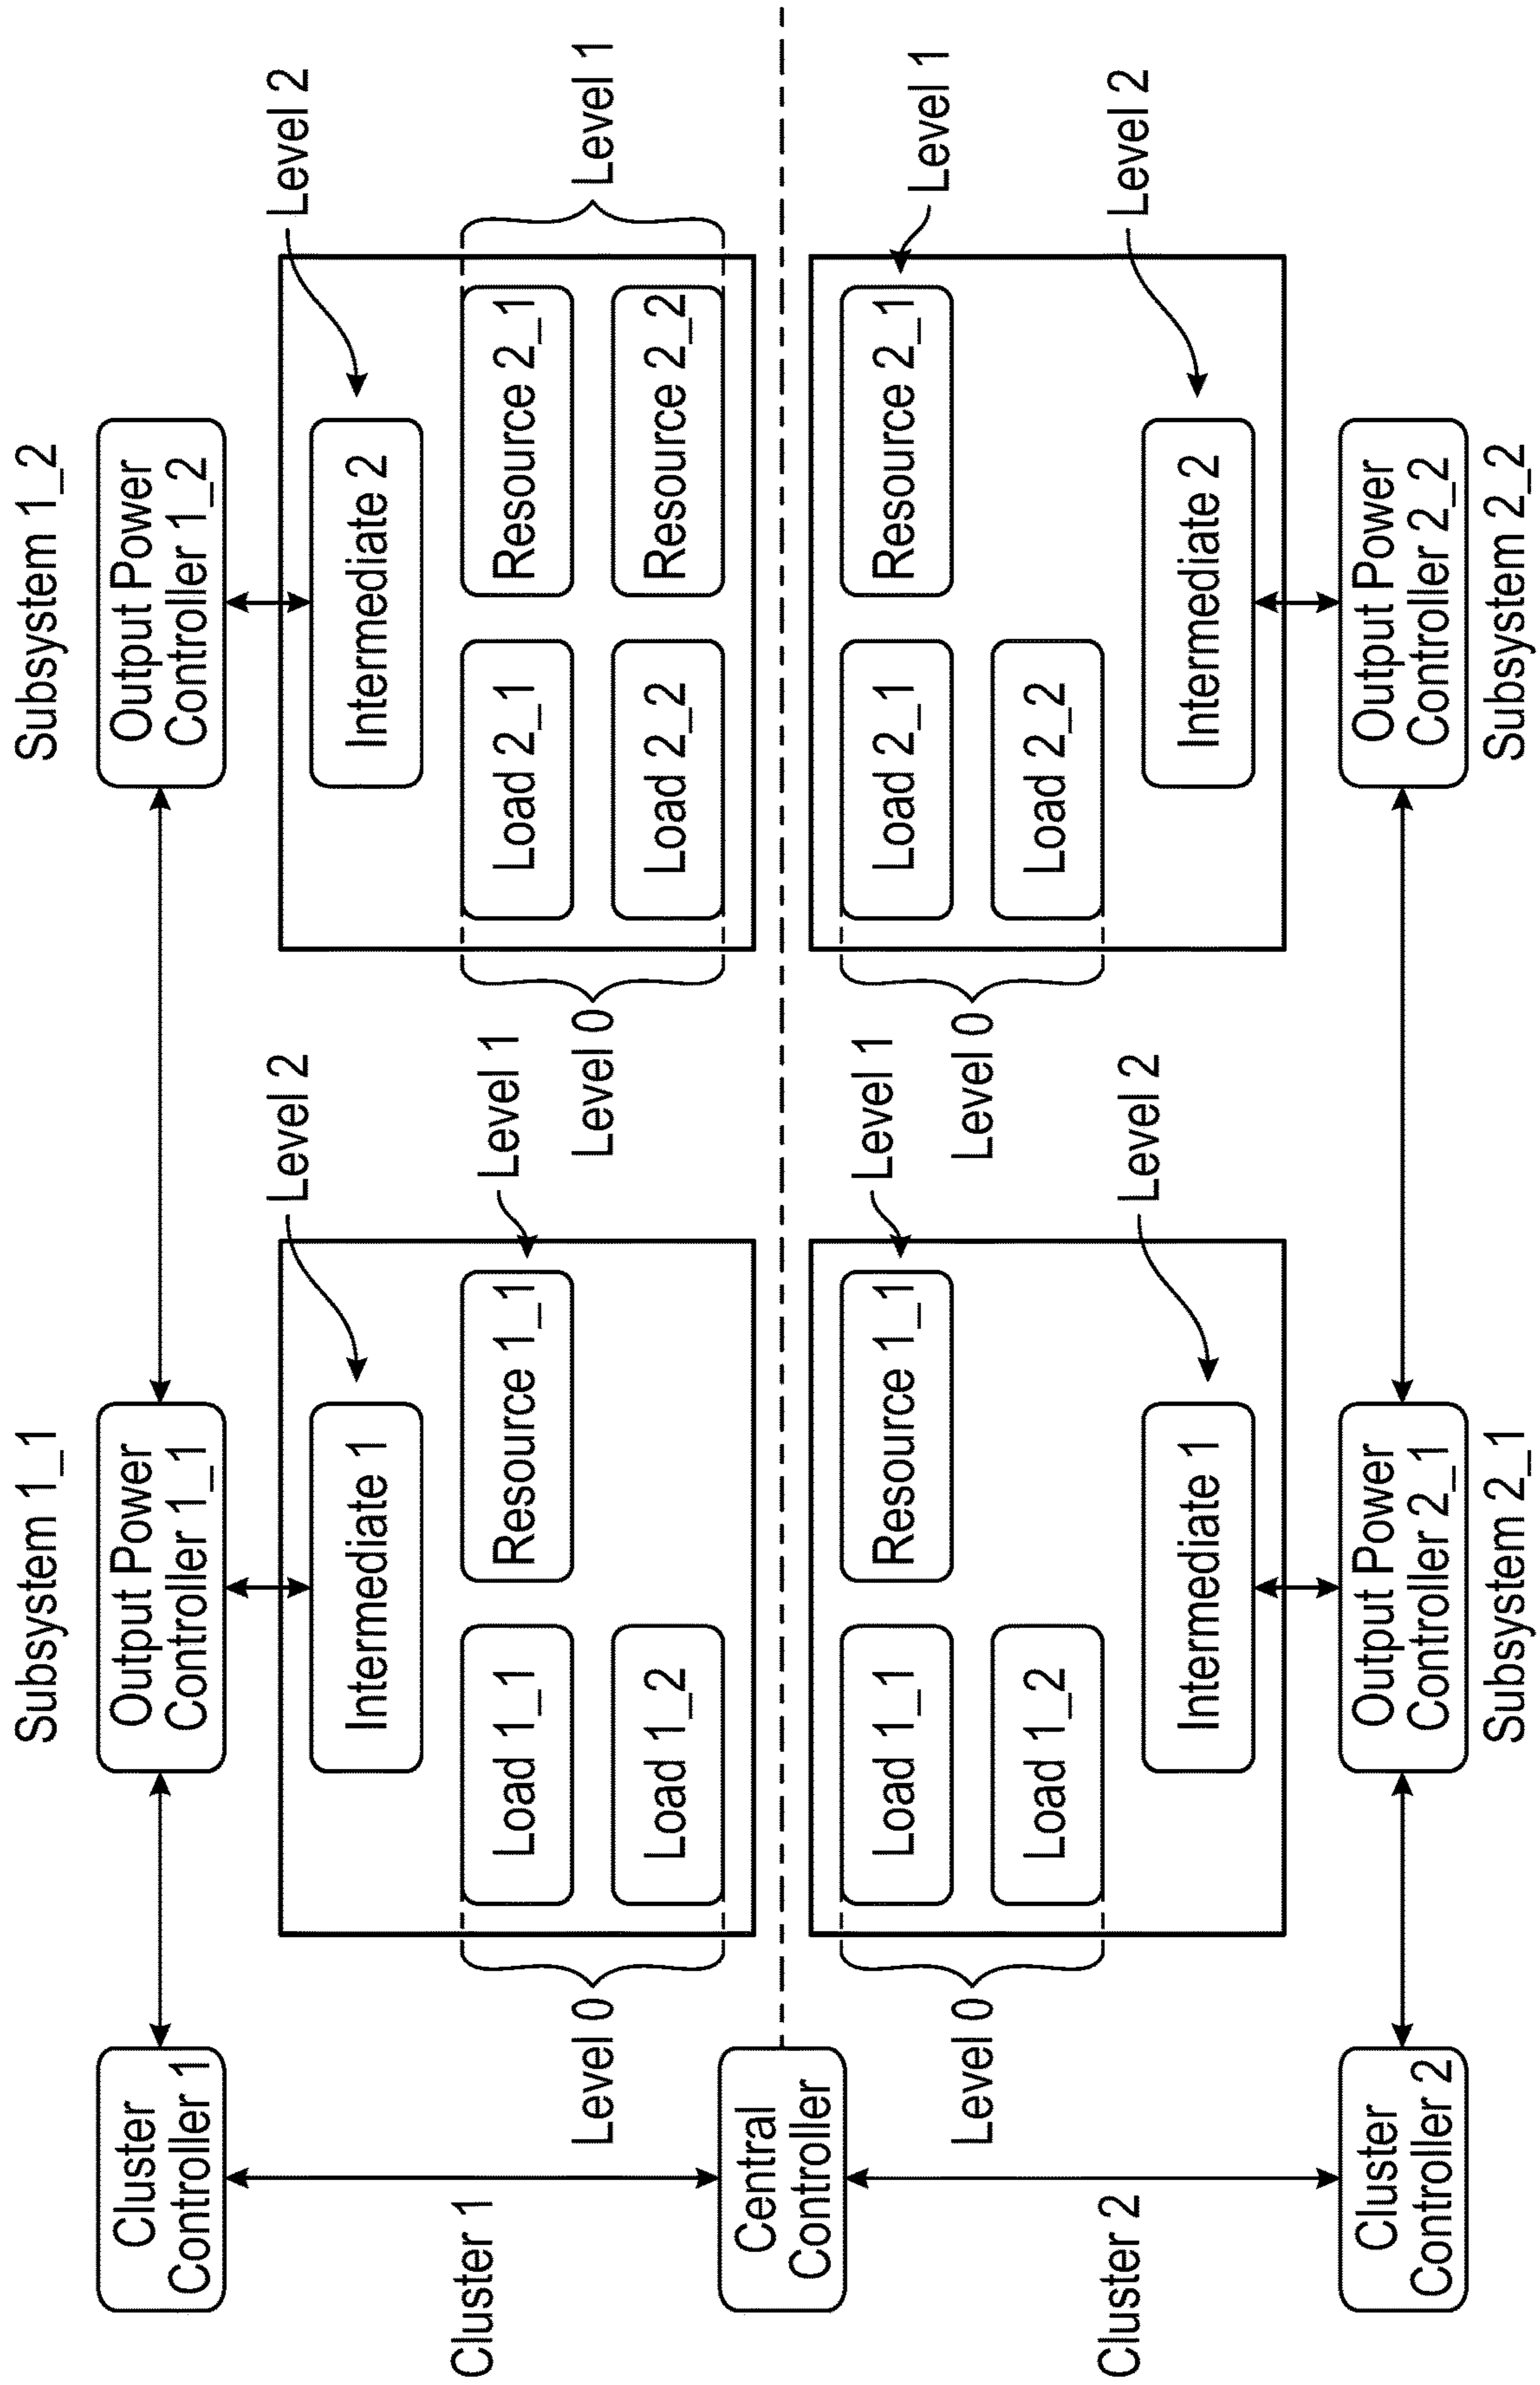 Subsystem 1_1
Subsystem 1_2
Cluster
Controller 1
Output Power
Controller 1_1
Output Power
Controller 1_2
Level 2
Level 2
Intermediate 1
Intermediate 2
Cluster 1
Level 1
Load 1_1
Resource 1_1
Load 2_1
Resource 2_1
Level 0
Level 0
Level 1
Load 1_2
Load 2_2
Resource 2_2
Central
Controller
Level 1
Level 1
Load 1_1
Resource 1_1
Load 2_1
Resource 2_1
Level 0
Level 0
Load 1_2
Load 2_2
Cluster 2
Level 2
Level 2
Intermediate 1
Intermediate 2
Cluster
Controller 2
Output Power
Controller 2_1
Output Power
Controller 2_2
Subsystem 2_1
Subsystem 2_2